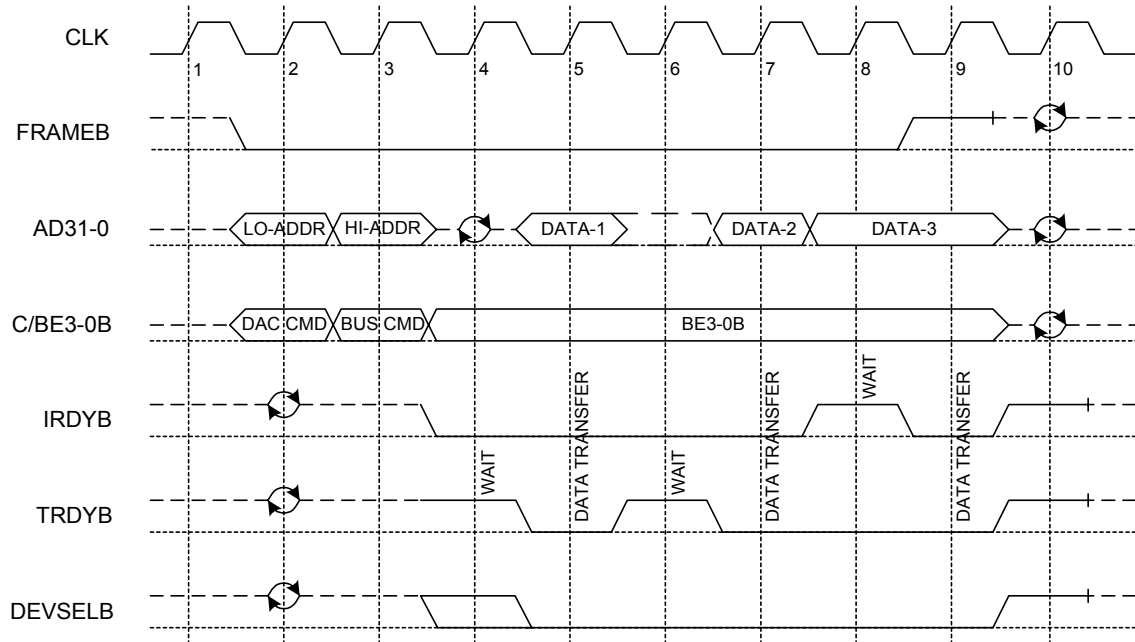 CLK
1 2 3 4 5 6 7 8 9 10
FRAMEB
AD31-0
LO-ADDR HI-ADDR DATA-1 DATA-2 DATA-3
C/BE3-0B
DAC CMD BUS CMD BE3-0B
IRDYB
WAIT
DATA TRANSFER
WAIT
DATA TRANSFER
WAIT
DATA TRANSFER
TRDYB
DEVSELB